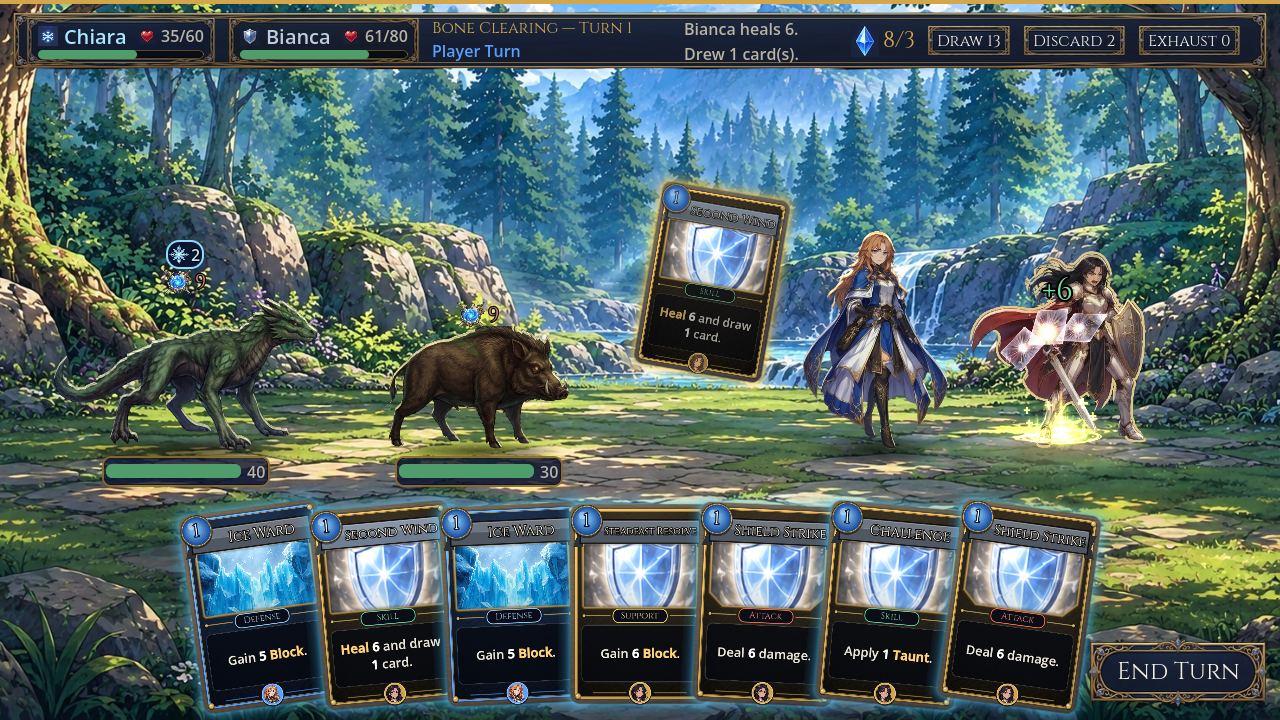 Chiara 35/60
Bianca 61/80
BONE CLEARING — TURN 1
Player Turn
Bianca heals 6.
Drew 1 card(s).
8/3
DRAW 13
DISCARD 2
EXHAUST 0
1
SECOND WIND
SKILL
Heal 6 and draw
1 card.
2
9
9
+6
40
30
1
ICE WARD
DEFENSE
Gain 5 Block.
1
SECOND WIND
SKILL
Heal 6 and draw
1 card.
1
ICE WARD
DEFENSE
Gain 5 Block.
1
STEADFAST RESOLVE
SUPPORT
Gain 6 Block.
1
SHIELD STRIKE
ATTACK
Deal 6 damage.
1
CHALLENGE
SKILL
Apply 1 Taunt.
1
SHIELD STRIKE
ATTACK
Deal 6 damage.
END TURN